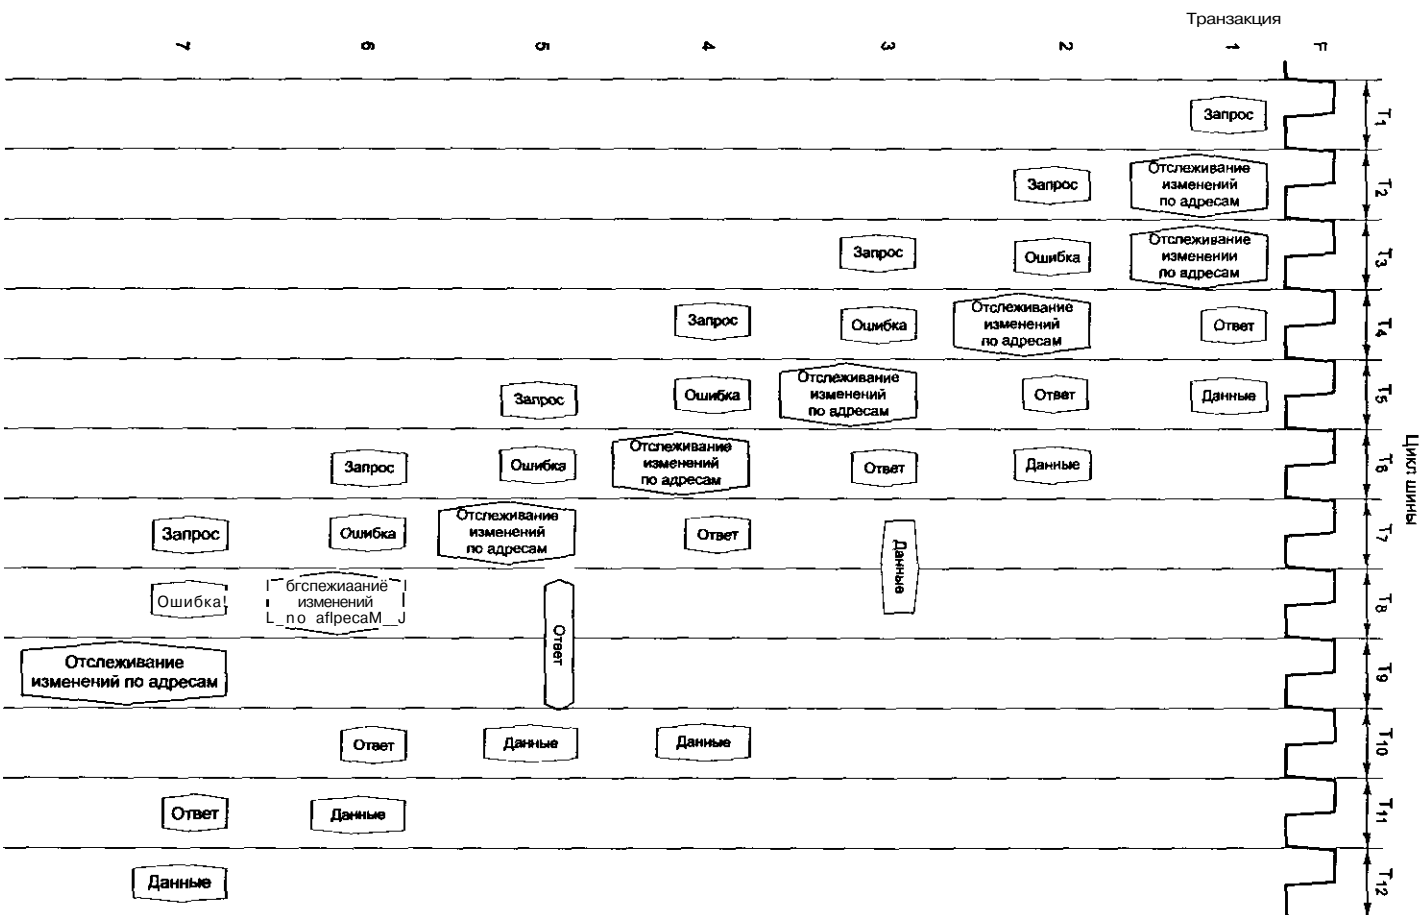 Транзакция
7 6 5 4 3 2 1 F
Запрос
T1
Запрос
Отслеживание
изменений
по адресам
T2
Запрос
Ошибка
Отслеживание
изменений
по адресам
T3
Запрос
Ошибка
Отслеживание
изменений
по адресам
Ответ
T4
Запрос
Ошибка
Отслеживание
изменений
по адресам
Ответ
Данные
T5
Запрос
Ошибка
Отслеживание
изменений
по адресам
Ответ
Данные
T6
Цикл шины
Запрос
Ошибка
Отслеживание
изменений
по адресам
Ответ
Данные
T7
Ошибка
бгспежиаание
изменений
по аflресаМ
Ответ
T8
Отслеживание
изменений по адресам
T9
Ответ
Данные
Данные
T10
Ответ
Данные
T11
Данные
T12